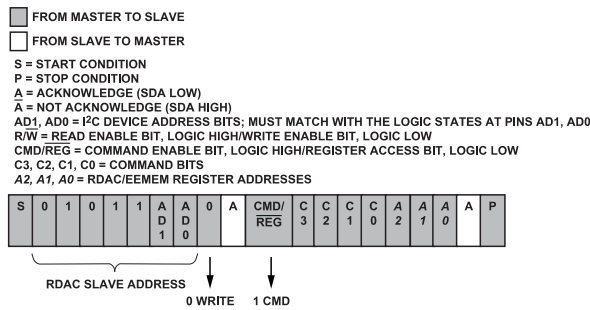 FROM MASTER TO SLAVE
FROM SLAVE TO MASTER
S = START CONDITION
P = STOP CONDITION
A = ACKNOWLEDGE (SDA LOW)
A̅ = NOT ACKNOWLEDGE (SDA HIGH)
AD1, AD0 = I²C DEVICE ADDRESS BITS; MUST MATCH WITH THE LOGIC STATES AT PINS AD1, AD0
R/W̅ = READ ENABLE BIT, LOGIC HIGH/WRITE ENABLE BIT, LOGIC LOW
CMD/R̅E̅G̅ = COMMAND ENABLE BIT, LOGIC HIGH/REGISTER ACCESS BIT, LOGIC LOW
C3, C2, C1, C0 = COMMAND BITS
A2, A1, A0 = RDAC/EEMEM REGISTER ADDRESSES
S 0 1 0 1 1 AD1 AD0 0 A CMD/R̅E̅G̅ C3 C2 C1 C0 A2 A1 A0 A P
RDAC SLAVE ADDRESS
0 WRITE 1 CMD